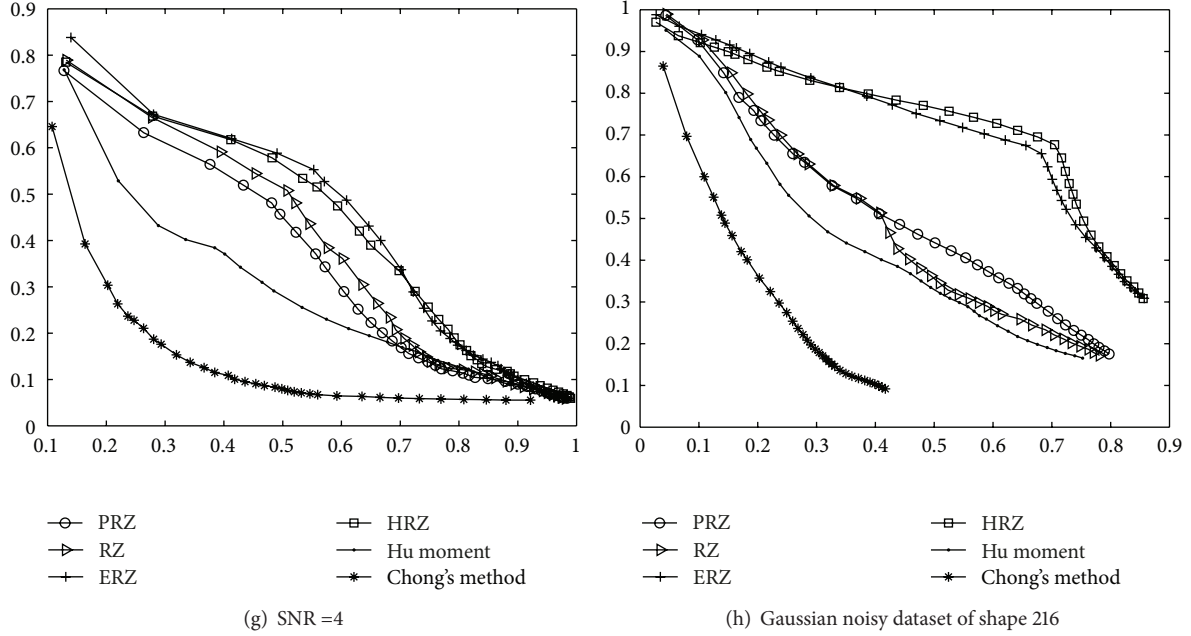 0.9
0.8
0.7
0.6
0.5
0.4
0.3
0.2
0.1
0
0.1 0.2 0.3 0.4 0.5 0.6 0.7 0.8 0.9 1
PRZ
RZ
ERZ
HRZ
Hu moment
Chong's method
(g) SNR =4
1
0.9
0.8
0.7
0.6
0.5
0.4
0.3
0.2
0.1
0
0 0.1 0.2 0.3 0.4 0.5 0.6 0.7 0.8 0.9
PRZ
RZ
ERZ
HRZ
Hu moment
Chong's method
(h) Gaussian noisy dataset of shape 216